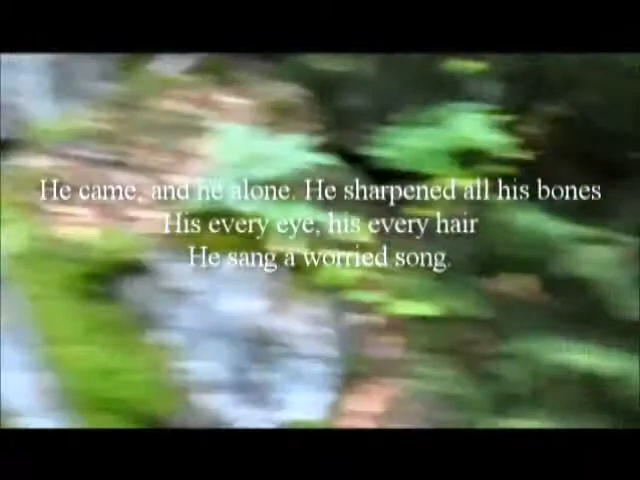 He came, and he alone. He sharpened all his bones
His every eye, his every hair
He sang a worried song.